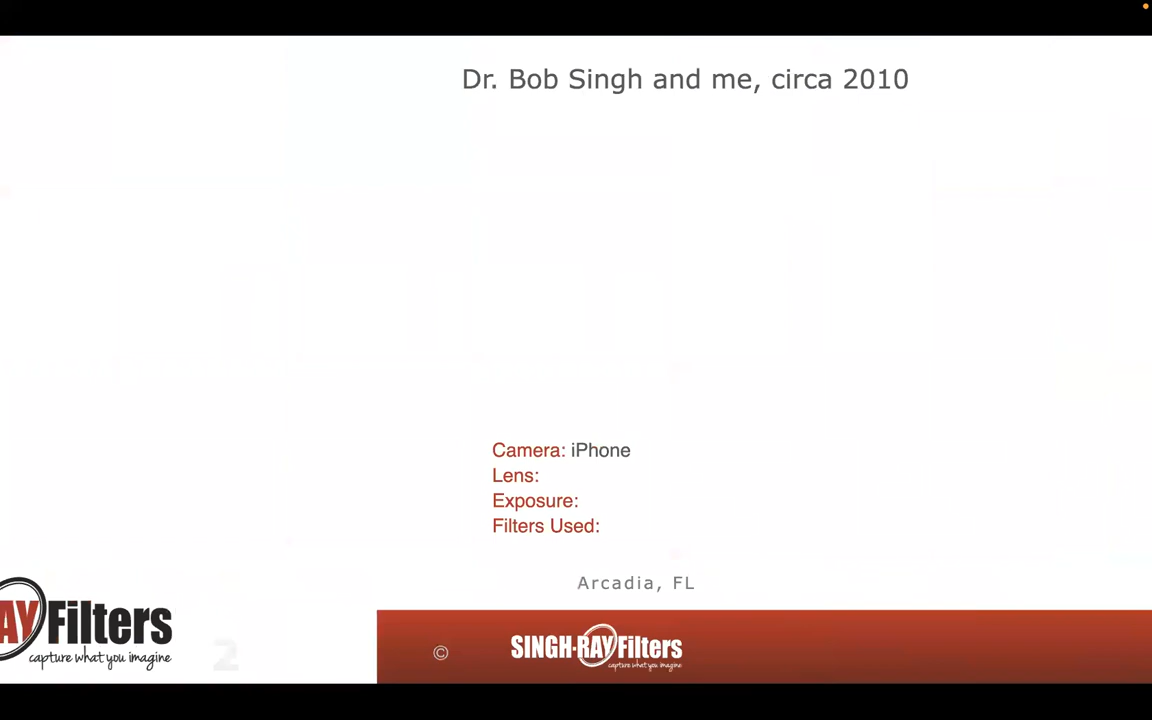 Dr. Bob Singh and me, circa 2010
Camera: iPhone
Lens:
Exposure:
Filters Used:
Arcadia, FL
AY Filters
capture what you imagine
2
©
SINGH-RAY Filters
capture what you imagine